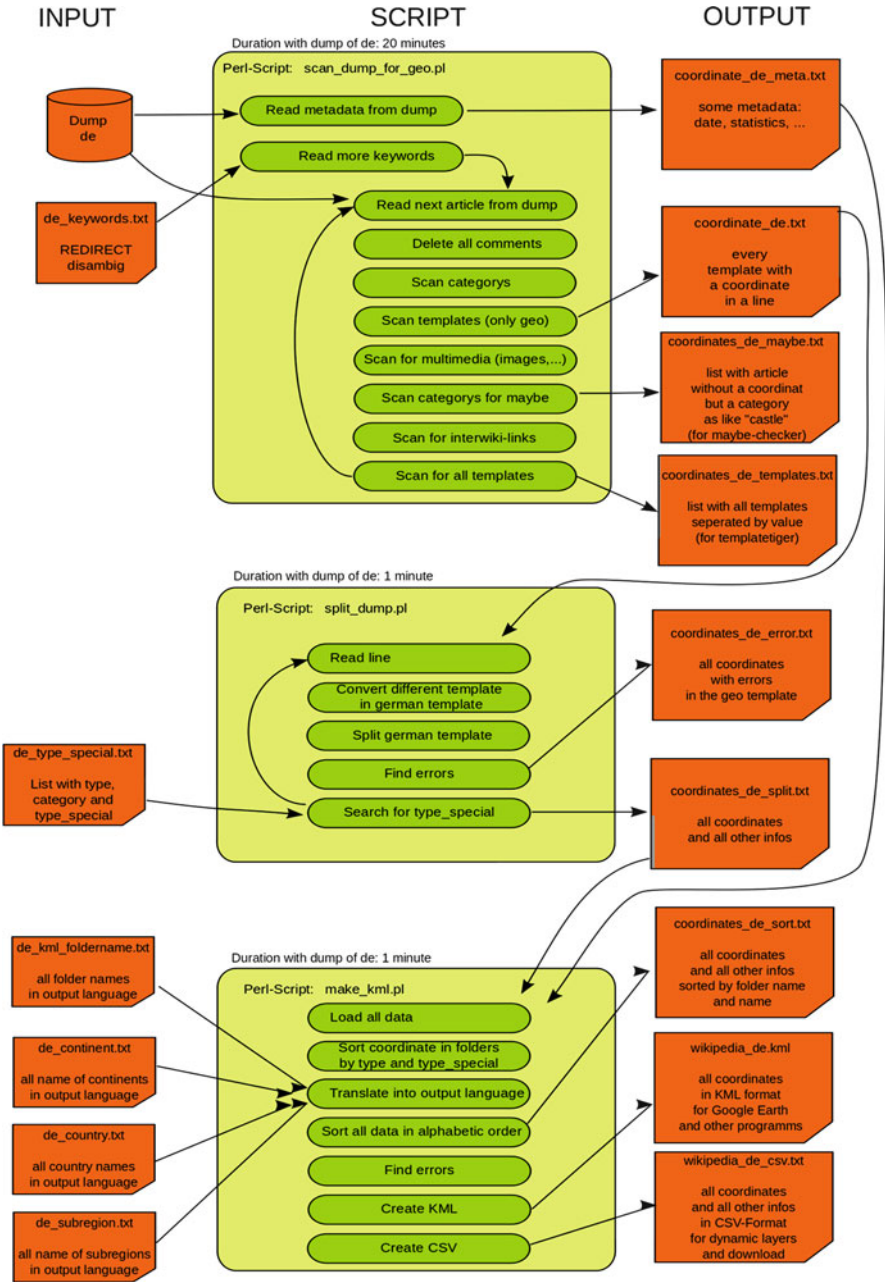 INPUT
SCRIPT
OUTPUT
Duration with dump of de: 20 minutes
Perl-Script: scan_dump_for_geo.pl
Dump
de
de_keywords.txt
REDIRECT
disambig
Read metadata from dump
Read more keywords
Read next article from dump
Delete all comments
Scan categorys
Scan templates (only geo)
Scan for multimedia (images,...)
Scan categorys for maybe
Scan for interwiki-links
Scan for all templates
coordinate_de_meta.txt
some metadata:
date, statistics, ...
coordinate_de.txt
every
template with
a coordinate
in a line
coordinates_de_maybe.txt
list with article
without a coordinat
but a category
as like "castle"
(for maybe-checker)
coordinates_de_templates.txt
list with all templates
seperated by value
(for templatetiger)
Duration with dump of de: 1 minute
Perl-Script: split_dump.pl
de_type_special.txt
List with type,
category and
type_special
Read line
Convert different template
in german template
Split german template
Find errors
Search for type_special
coordinates_de_error.txt
all coordinates
with errors
in the geo template
coordinates_de_split.txt
all coordinates
and all other infos
Duration with dump of de: 1 minute
Perl-Script: make_kml.pl
de_kml_foldername.txt
all folder names
in output language
de_continent.txt
all name of continents
in output language
de_country.txt
all country names
in output language
de_subregion.txt
all name of subregions
in output language
Load all data
Sort coordinate in folders
by type and type_special
Translate into output language
Sort all data in alphabetic order
Find errors
Create KML
Create CSV
coordinates_de_sort.txt
all coordinates
and all other infos
sorted by folder name
and name
wikipedia_de.kml
all coordinates
in KML format
for Google Earth
and other programms
wikipedia_de_csv.txt
all coordinates
and all other infos
in CSV-Format
for dynamic layers
and download